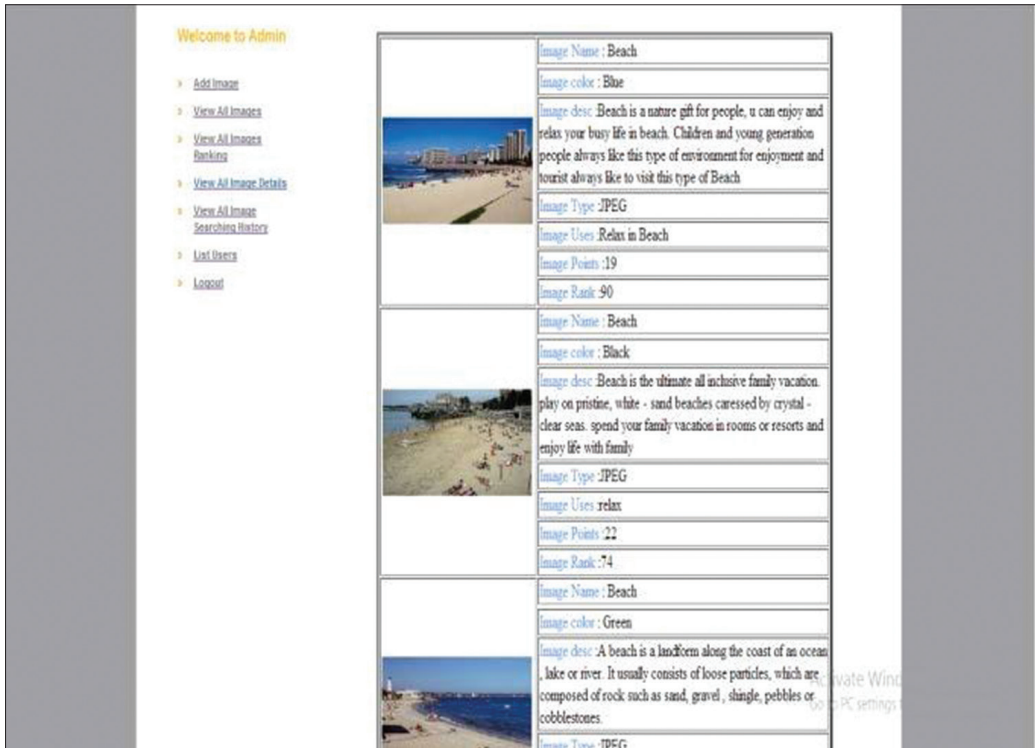 Welcome to Admin
Add Image
View All Images
View All Images
Ranking
View All Image Details
View All Image
Searching History
List Users
Logout
Image Name : Beach
Image color : Blue
Image desc :Beach is a nature gift for people, u can enjoy and
relax your busy life in beach. Children and young generation
people always like this type of environment for enjoyment and
tourist always like to visit this type of Beach
Image Type :JPEG
Image Uses :Relax in Beach
Image Points :19
Image Rank :90
Image Name : Beach
Image color : Black
Image desc :Beach is the ultimate all inclusive family vacation.
play on pristine, white - sand beaches caressed by crystal -
clear seas. spend your family vacation in rooms or resorts and
enjoy life with family
Image Type :JPEG
Image Uses :relax
Image Points :22
Image Rank :74
Image Name : Beach
Image color : Green
Image desc :A beach is a landform along the coast of an ocean
, lake or river. It usually consists of loose particles, which are
composed of rock such as sand, gravel , shingle, pebbles or
cobblestones.
Image Type :JPEG
Activate Wind
Go to PC settings t